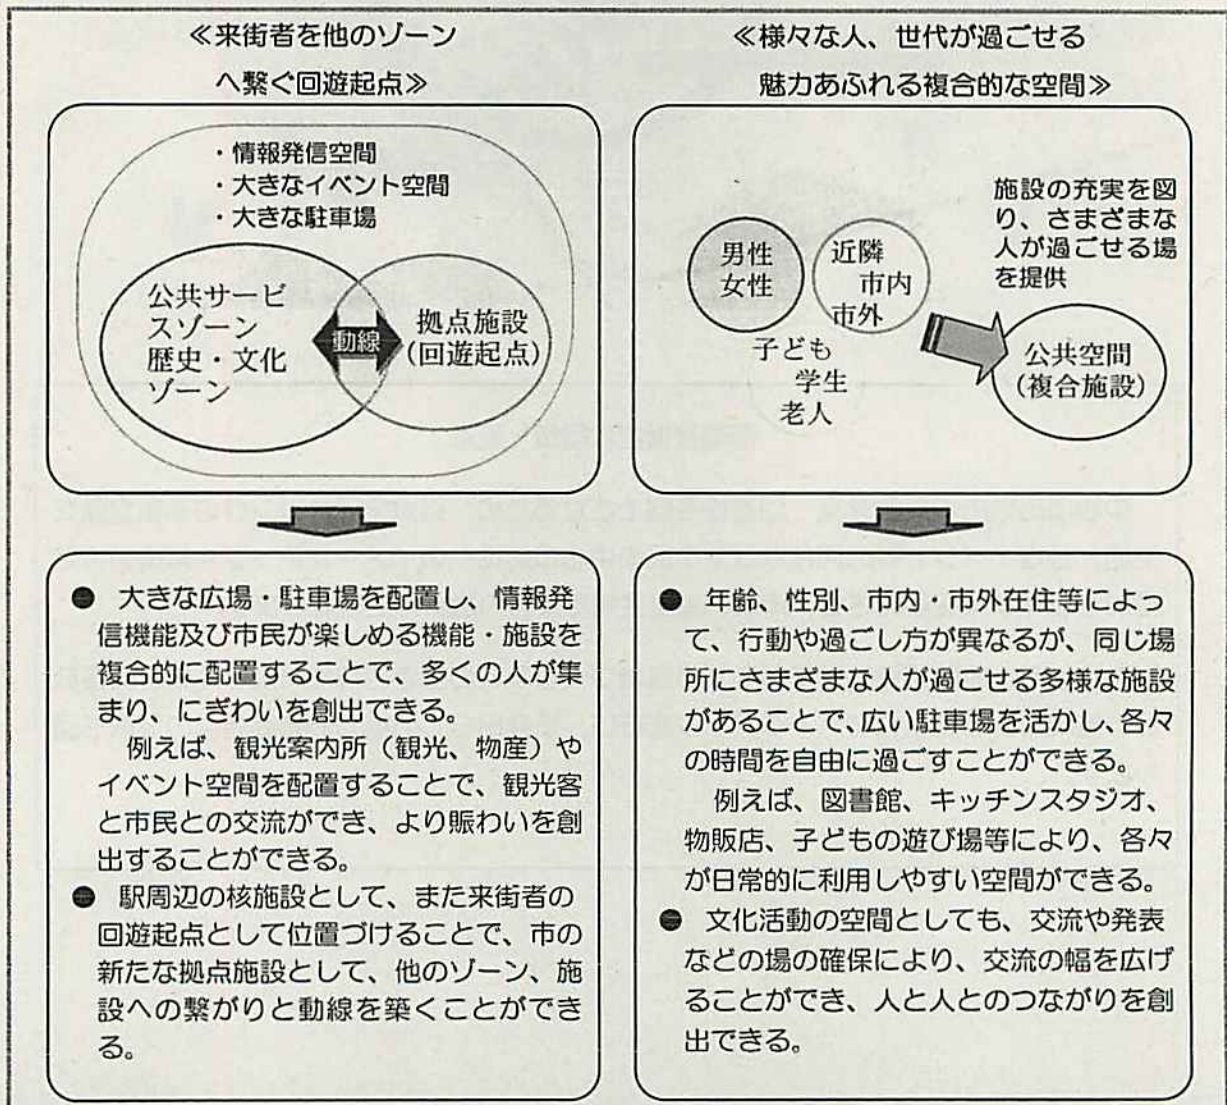 ≪来街者を他のゾーン
へ繋ぐ回遊起点≫
・情報発信空間
・大きなイベント空間
・大きな駐車場
公共サービ
スゾーン
歴史・文化
ゾーン
動線
拠点施設
(回遊起点)
● 大きな広場・駐車場を配置し、情報発
信機能及び市民が楽しめる機能・施設を
複合的に配置することで、多くの人が集
まり、にぎわいを創出できる。
例えば、観光案内所（観光、物産）や
イベント空間を配置することで、観光客
と市民との交流ができ、より賑わいを創
出することができる。
● 駅周辺の核施設として、また来街者の
回遊起点として位置づけることで、市の
新たな拠点施設として、他のゾーン、施
設への繋がりと動線を築くことができ
る。
≪様々な人、世代が過ごせる
魅力あふれる複合的な空間≫
男性
女性
近隣
市内
市外
子ども
学生
老人
施設の充実を図
り、さまざまな
人が過ごせる場
を提供
公共空間
(複合施設)
● 年齢、性別、市内・市外在住等によっ
て、行動や過ごし方が異なるが、同じ場
所にさまざまな人が過ごせる多様な施設
があることで、広い駐車場を活かし、各々
の時間を自由に過ごすことができる。
例えば、図書館、キッチンスタジオ、
物販店、子どもの遊び場等により、各々
が日常的に利用しやすい空間ができる。
● 文化活動の空間としても、交流や発表
などの場の確保により、交流の幅を広げ
ることができ、人と人とのつながりを創
出できる。